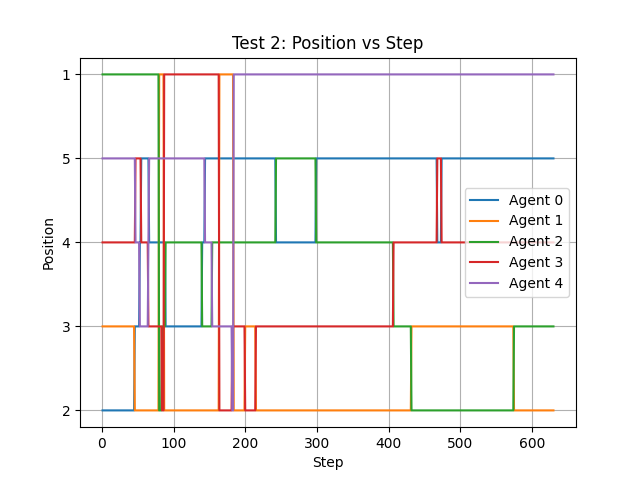 Test 2: Position vs Step
Position
1
5
4
3
2
Agent 0
Agent 1
Agent 2
Agent 3
Agent 4
0 100 200 300 400 500 600
Step